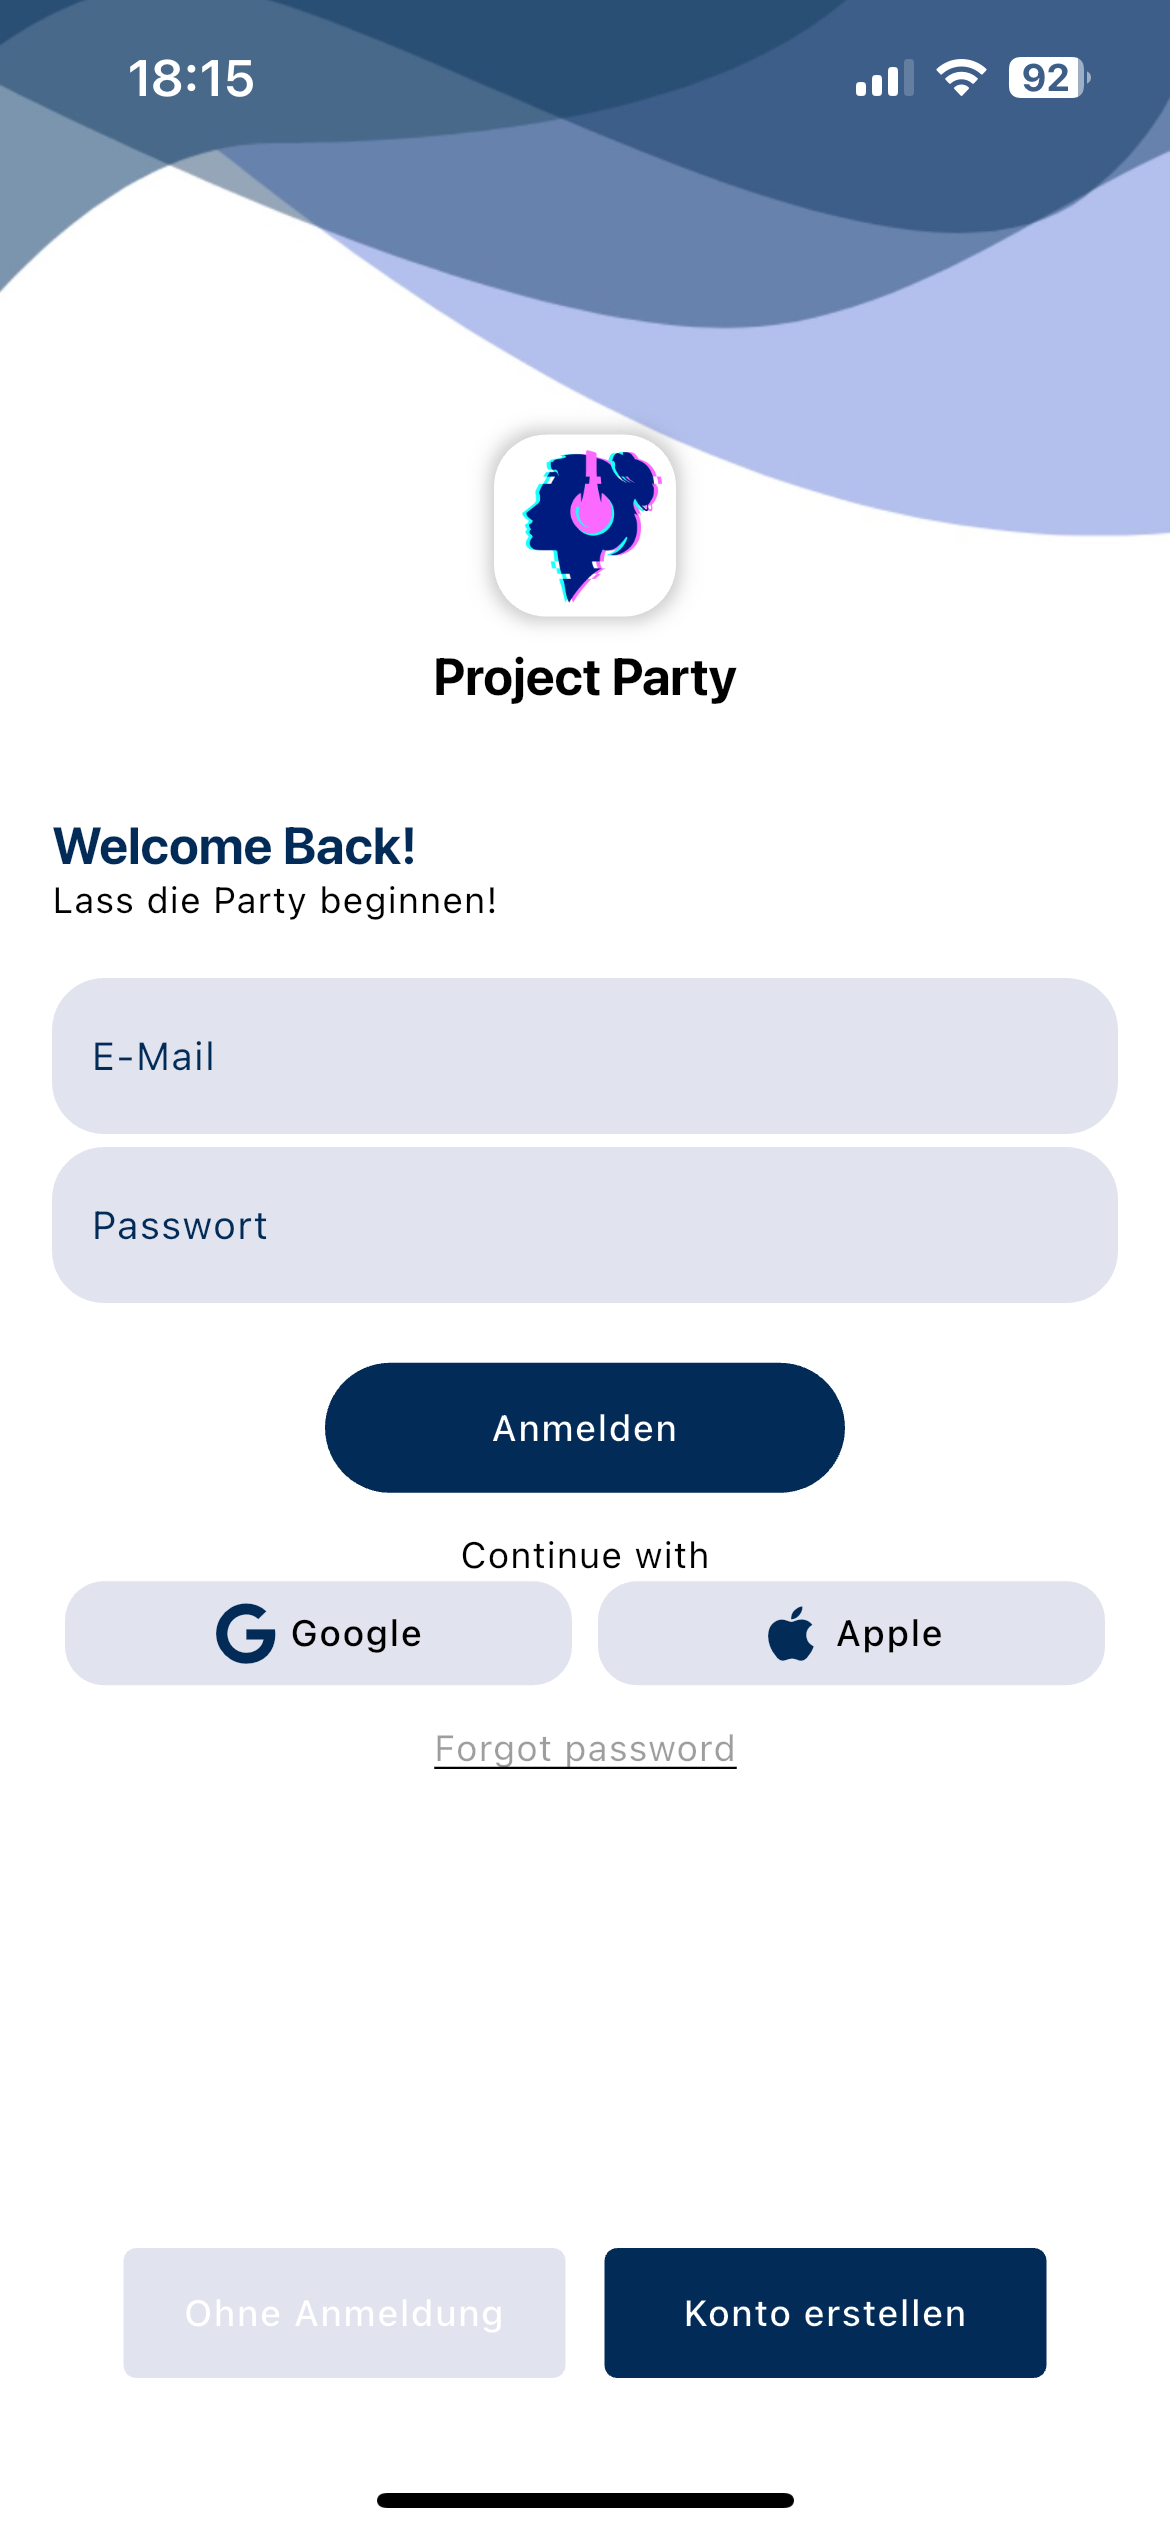 18:15
92
Project Party
Welcome Back!
Lass die Party beginnen!
E-Mail
Passwort
Anmelden
Continue with
Google
Apple
Forgot password
Ohne Anmeldung
Konto erstellen